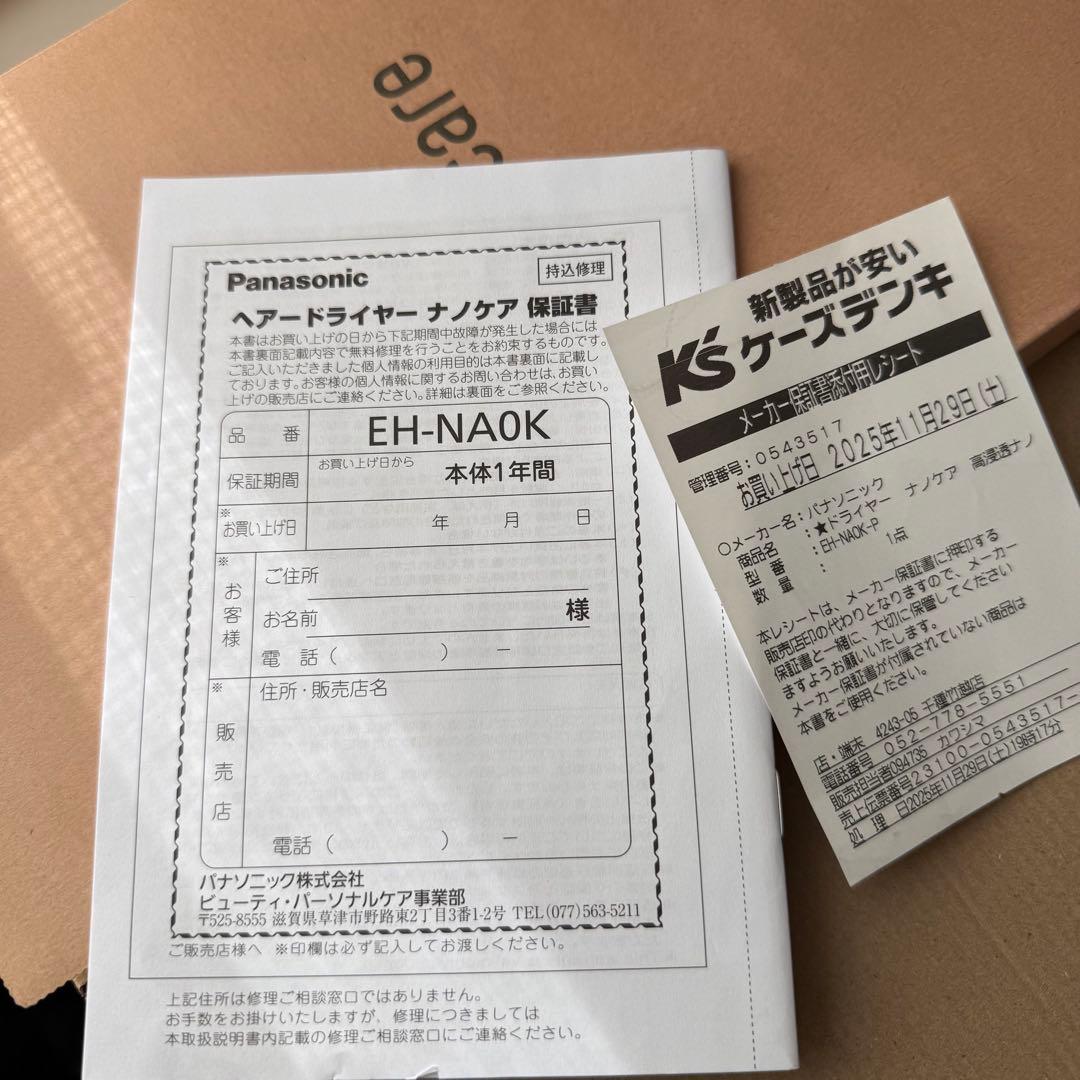 care
Panasonic
持込修理
ヘアードライヤー ナノケア 保証書
本書はお買い上げの日から下記期間中故障が発生した場合には
本書裏面記載内容で無料修理を行うことをお約束するものです。
ご記入いただきました個人情報の利用目的は本書裏面に記載し
ております。お客様の個人情報に関するお問い合わせは、お買い
上げの販売店にご連絡ください。詳細は裏面をご参照ください。
品 番 EH-NA0K
保証期間 お買い上げ日から 本体1年間
※お買い上げ日 年 月 日
※お客様
ご住所
お名前 様
電 話 ( ) ー
※販売店
住所・販売店名
電話 ( ) ー
パナソニック株式会社
ビューティ・パーソナルケア事業部
〒525-8555 滋賀県草津市野路東2丁目3番1-2号 TEL(077)563-5211
ご販売店様へ ※印欄は必ず記入してお渡しください。
上記住所は修理ご相談窓口ではありません。
お手数をお掛けいたしますが、修理につきましては
本取扱説明書内記載の修理ご相談窓口にご連絡ください。
新製品が安い
K'sケーズデンキ
メーカー保証書添付用レシート
管理番号:0543517
お買い上げ日 2025年11月29日(土)
○メーカー名:パナソニック
商品名 :★ドライヤー ナノケア 高浸透ナノ
型 番 :EH-NA0K-P
数 量 : 1点
本レシートは、メーカー保証書に押印する
販売店印の代わりとなりますので、メーカー
保証書と一緒に、大切に保管してください
ますようお願いいたします。
メーカー保証書が付属されていない商品は
本書をご使用ください。
店・端末 4243-05 千種竹越店
電話番号 052-778-5551
販売担当者094735 カワシマ
売上伝票番号2310-0543517-
処 理 日2025年11月29日(土)19時17分